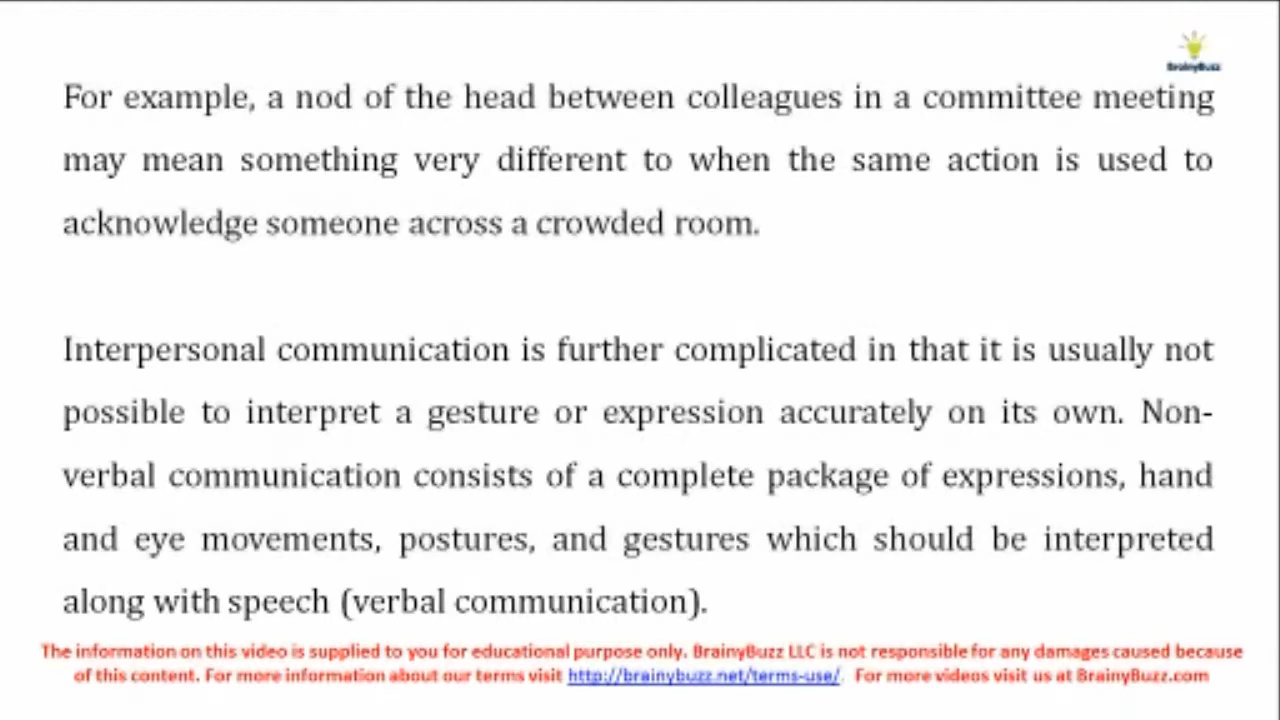 BrainyBuzz
For example, a nod of the head between colleagues in a committee meeting
may mean something very different to when the same action is used to
acknowledge someone across a crowded room.
Interpersonal communication is further complicated in that it is usually not
possible to interpret a gesture or expression accurately on its own. Non-
verbal communication consists of a complete package of expressions, hand
and eye movements, postures, and gestures which should be interpreted
along with speech (verbal communication).
The information on this video is supplied to you for educational purpose only. BrainyBuzz LLC is not responsible for any damages caused because
of this content. For more information about our terms visit http://brainybuzz.net/terms-use/. For more videos visit us at BrainyBuzz.com